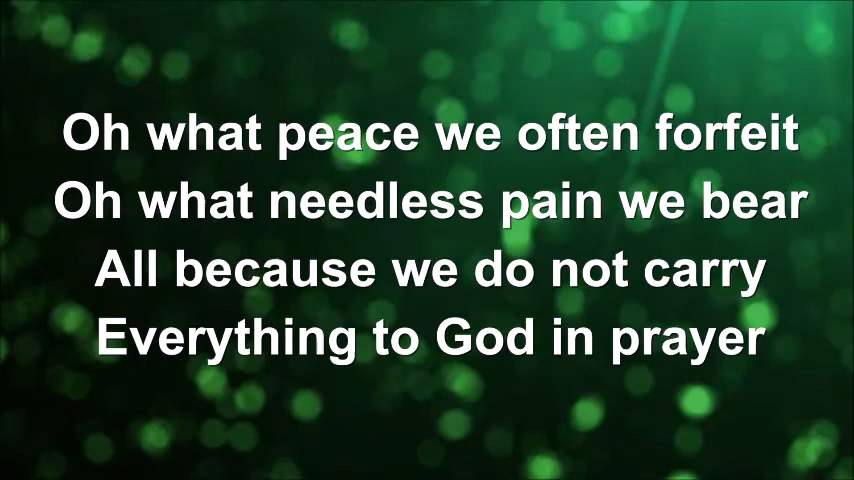 Oh what peace we often forfeit
Oh what needless pain we bear
All because we do not carry
Everything to God in prayer